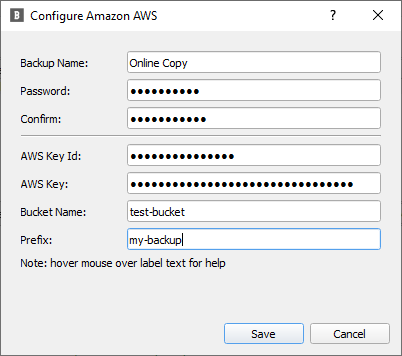 B Configure Amazon AWS ? ×
Backup Name: Online Copy
Password: ●●●●●●●●●●
Confirm: ●●●●●●●●●●●
AWS Key Id: ●●●●●●●●●●●●●●●
AWS Key: ●●●●●●●●●●●●●●●●●●●●●●●●●●●●●●●●
Bucket Name: test-bucket
Prefix: my-backup
Note: hover mouse over label text for help
Save Cancel